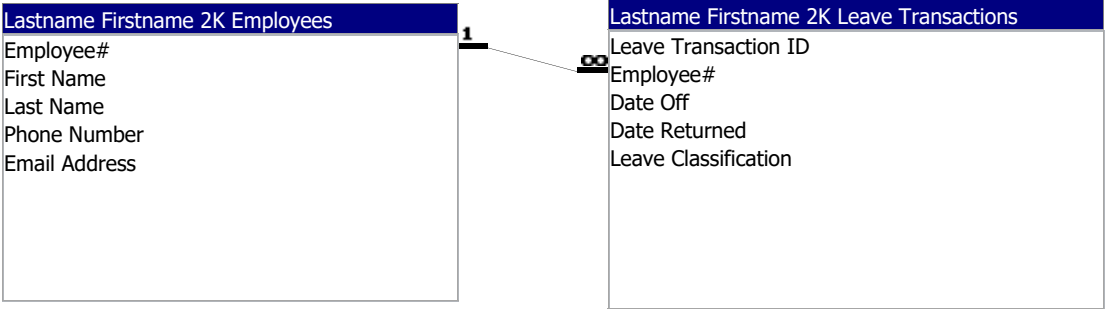 Lastname Firstname 2K Employees
Employee#
First Name
Last Name
Phone Number
Email Address
1
∞
Lastname Firstname 2K Leave Transactions
Leave Transaction ID
Employee#
Date Off
Date Returned
Leave Classification